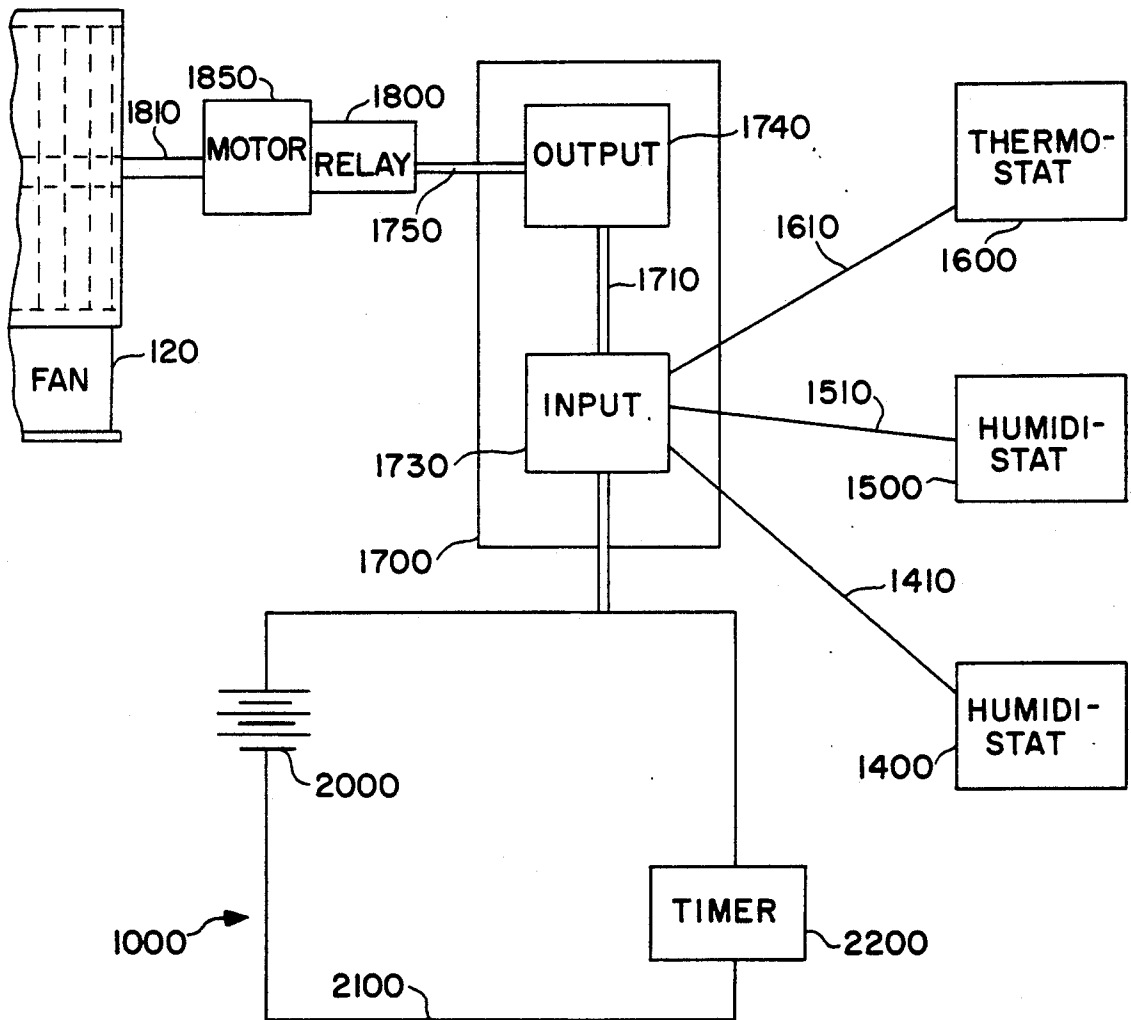 1850
1800
1810
MOTOR
RELAY
OUTPUT
1740
THERMO-
STAT
1750
1610
1600
1710
120
FAN
INPUT
1510
HUMIDI-
STAT
1730
1500
1700
1410
HUMIDI-
STAT
1400
2000
TIMER
1000
2200
2100